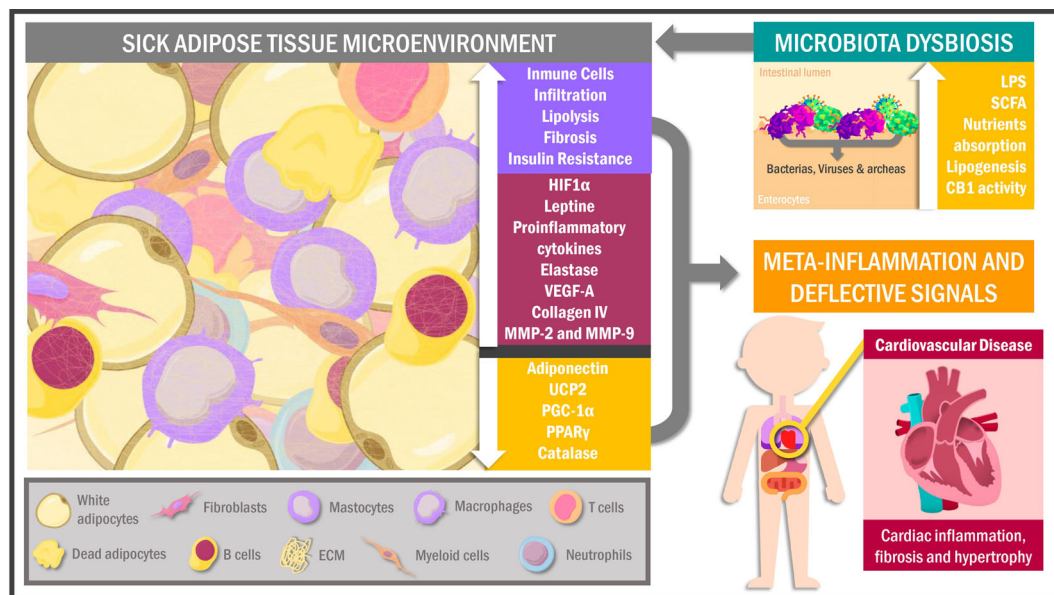 SICK ADIPOSE TISSUE MICROENVIRONMENT
Inmune Cells
Infiltration
Lipolysis
Fibrosis
Insulin Resistance
HIF1α
Leptine
Proinflammatory
cytokines
Elastase
VEGF-A
Collagen IV
MMP-2 and MMP-9
Adiponectin
UCP2
PGC-1α
PPARγ
Catalase
White
adipocytes
Fibroblasts
Mastocytes
Macrophages
T cells
Dead adipocytes
B cells
ECM
Myeloid cells
Neutrophils
MICROBIOTA DYSBIOSIS
Intestinal lumen
Bacterias, Viruses & archeas
Enterocytes
LPS
SCFA
Nutrients
absorption
Lipogenesis
CB1 activity
META-INFLAMMATION AND
DEFLECTIVE SIGNALS
Cardiovascular Disease
Cardiac inflammation,
fibrosis and hypertrophy